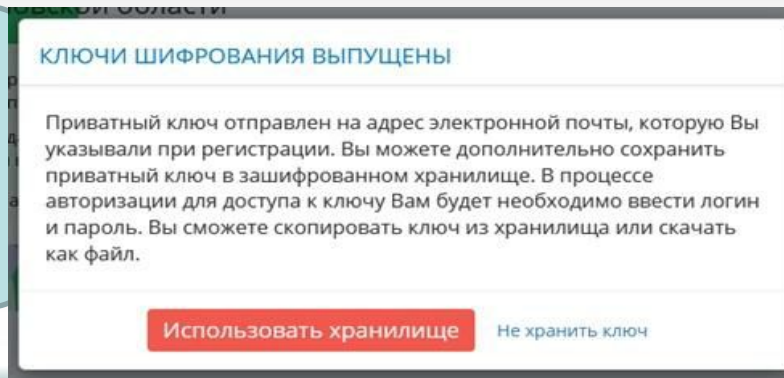 овской области
КЛЮЧИ ШИФРОВАНИЯ ВЫПУЩЕНЫ
Приватный ключ отправлен на адрес электронной почты, которую Вы
указывали при регистрации. Вы можете дополнительно сохранить
приватный ключ в зашифрованном хранилище. В процессе
авторизации для доступа к ключу Вам будет необходимо ввести логин
и пароль. Вы сможете скопировать ключ из хранилища или скачать
как файл.
Использовать хранилище
Не хранить ключ